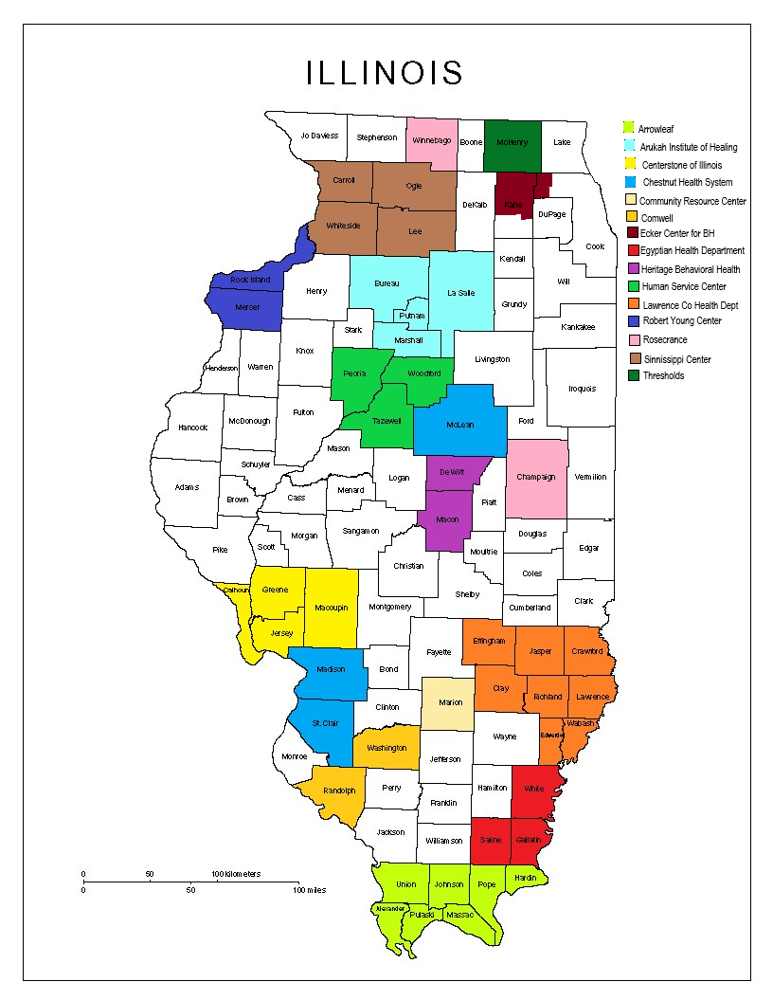 ILLINOIS
Jo Daviess
Stephenson
Winnebago
Boone
McHenry
Lake
Carroll
Ogle
DeKalb
Kane
DuPage
Cook
Whiteside
Lee
Kendall
Will
Rock Island
Mercer
Henry
Bureau
La Salle
Grundy
Putnam
Kankakee
Stark
Marshall
Knox
Henderson
Warren
Peoria
Woodford
Livingston
Iroquois
Fulton
Tazewell
McLean
Ford
Hancock
McDonough
Mason
Schuyler
Logan
De Witt
Champaign
Vermilion
Adams
Brown
Cass
Menard
Piatt
Macon
Sangamon
Morgan
Scott
Pike
Christian
Moultrie
Douglas
Edgar
Coles
Shelby
Cumberland
Clark
Calhoun
Greene
Macoupin
Montgomery
Jersey
Fayette
Effingham
Jasper
Crawford
Madison
Bond
Clay
Richland
Lawrence
St. Clair
Clinton
Marion
Wayne
Edwards
Wabash
Monroe
Washington
Jefferson
Randolph
Perry
Hamilton
White
Franklin
Jackson
Williamson
Saline
Gallatin
Union
Johnson
Pope
Hardin
Alexander
Pulaski
Massac
Arrowleaf
Arukah Institute of Healing
Centerstone of Illinois
Chestnut Health System
Community Resource Center
Comwell
Ecker Center for BH
Egyptian Health Department
Heritage Behavioral Health
Human Service Center
Lawrence Co Health Dept
Robert Young Center
Rosecrance
Sinnissippi Center
Thresholds
0 50 100 kilometers
0 50 100 miles